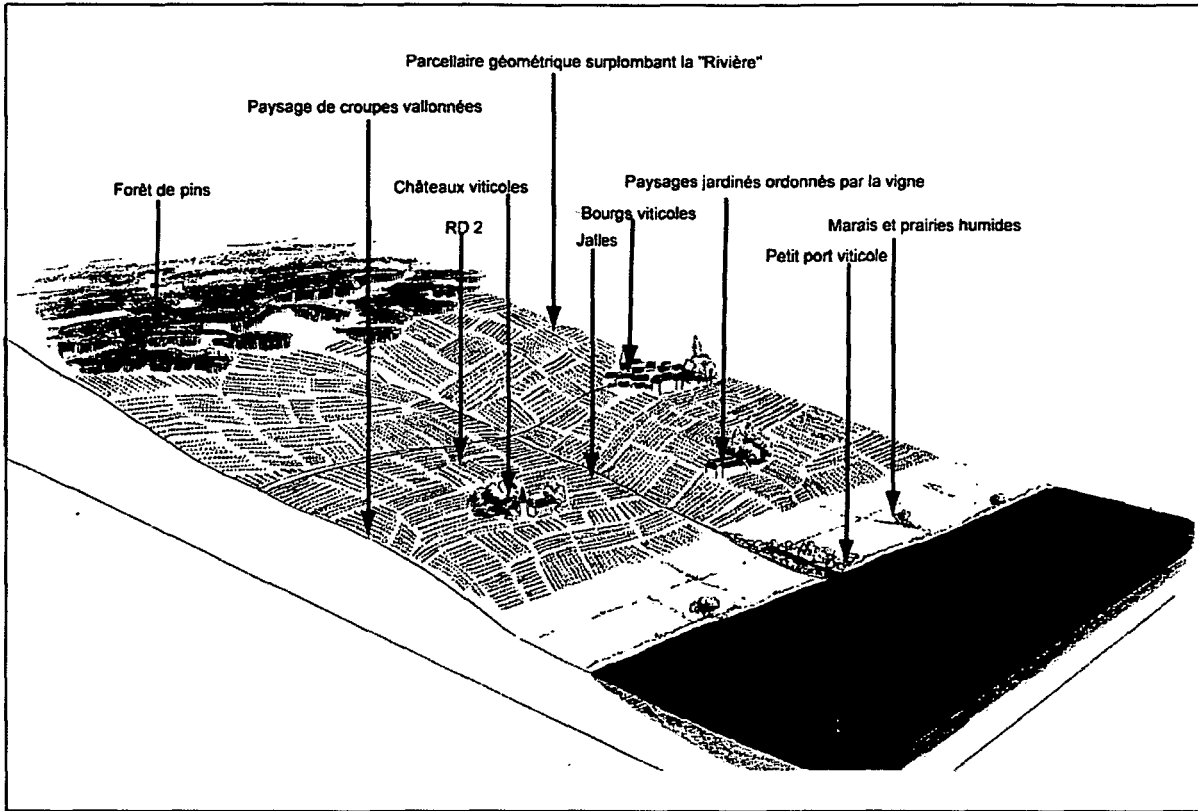 Parcellaire géométrique surplombant la "Rivière"
Paysage de croupes vallonnées
Forêt de pins
Châteaux viticoles
Paysages jardinés ordonnés par la vigne
RD 2
Bourgs viticoles
Jalles
Marais et prairies humides
Petit port viticole